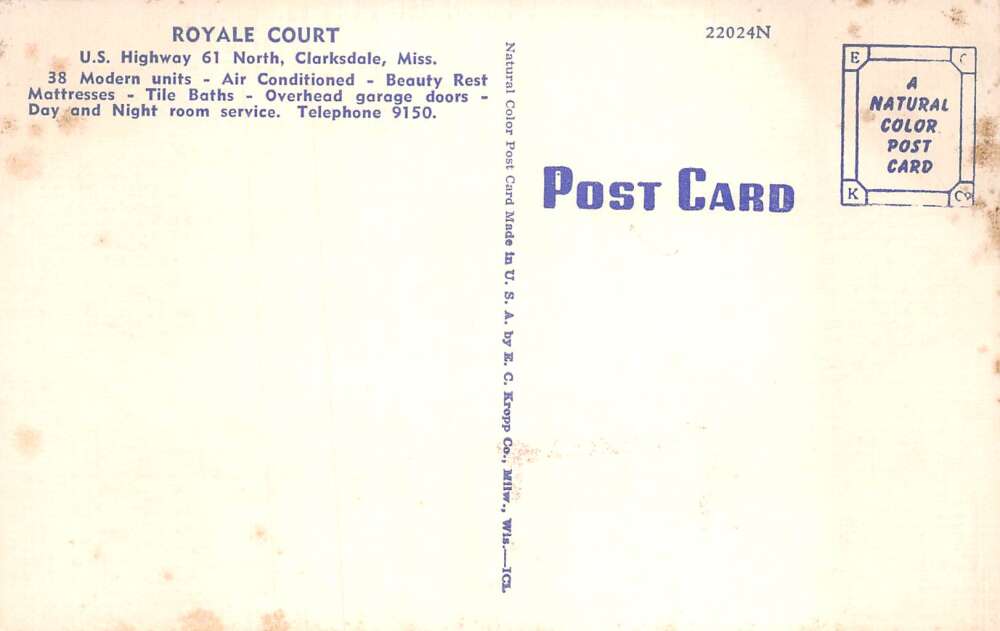 ROYALE COURT
U.S. Highway 61 North, Clarksdale, Miss.
38 Modern units - Air Conditioned - Beauty Rest
Mattresses - Tile Baths - Overhead garage doors -
Day and Night room service. Telephone 9150.
Natural Color Post Card Made in U. S. A. by E. C. Kropp Co., Milw., Wis.—ICL
POST CARD
22024N
E C
A
NATURAL
COLOR
POST
CARD
K Co